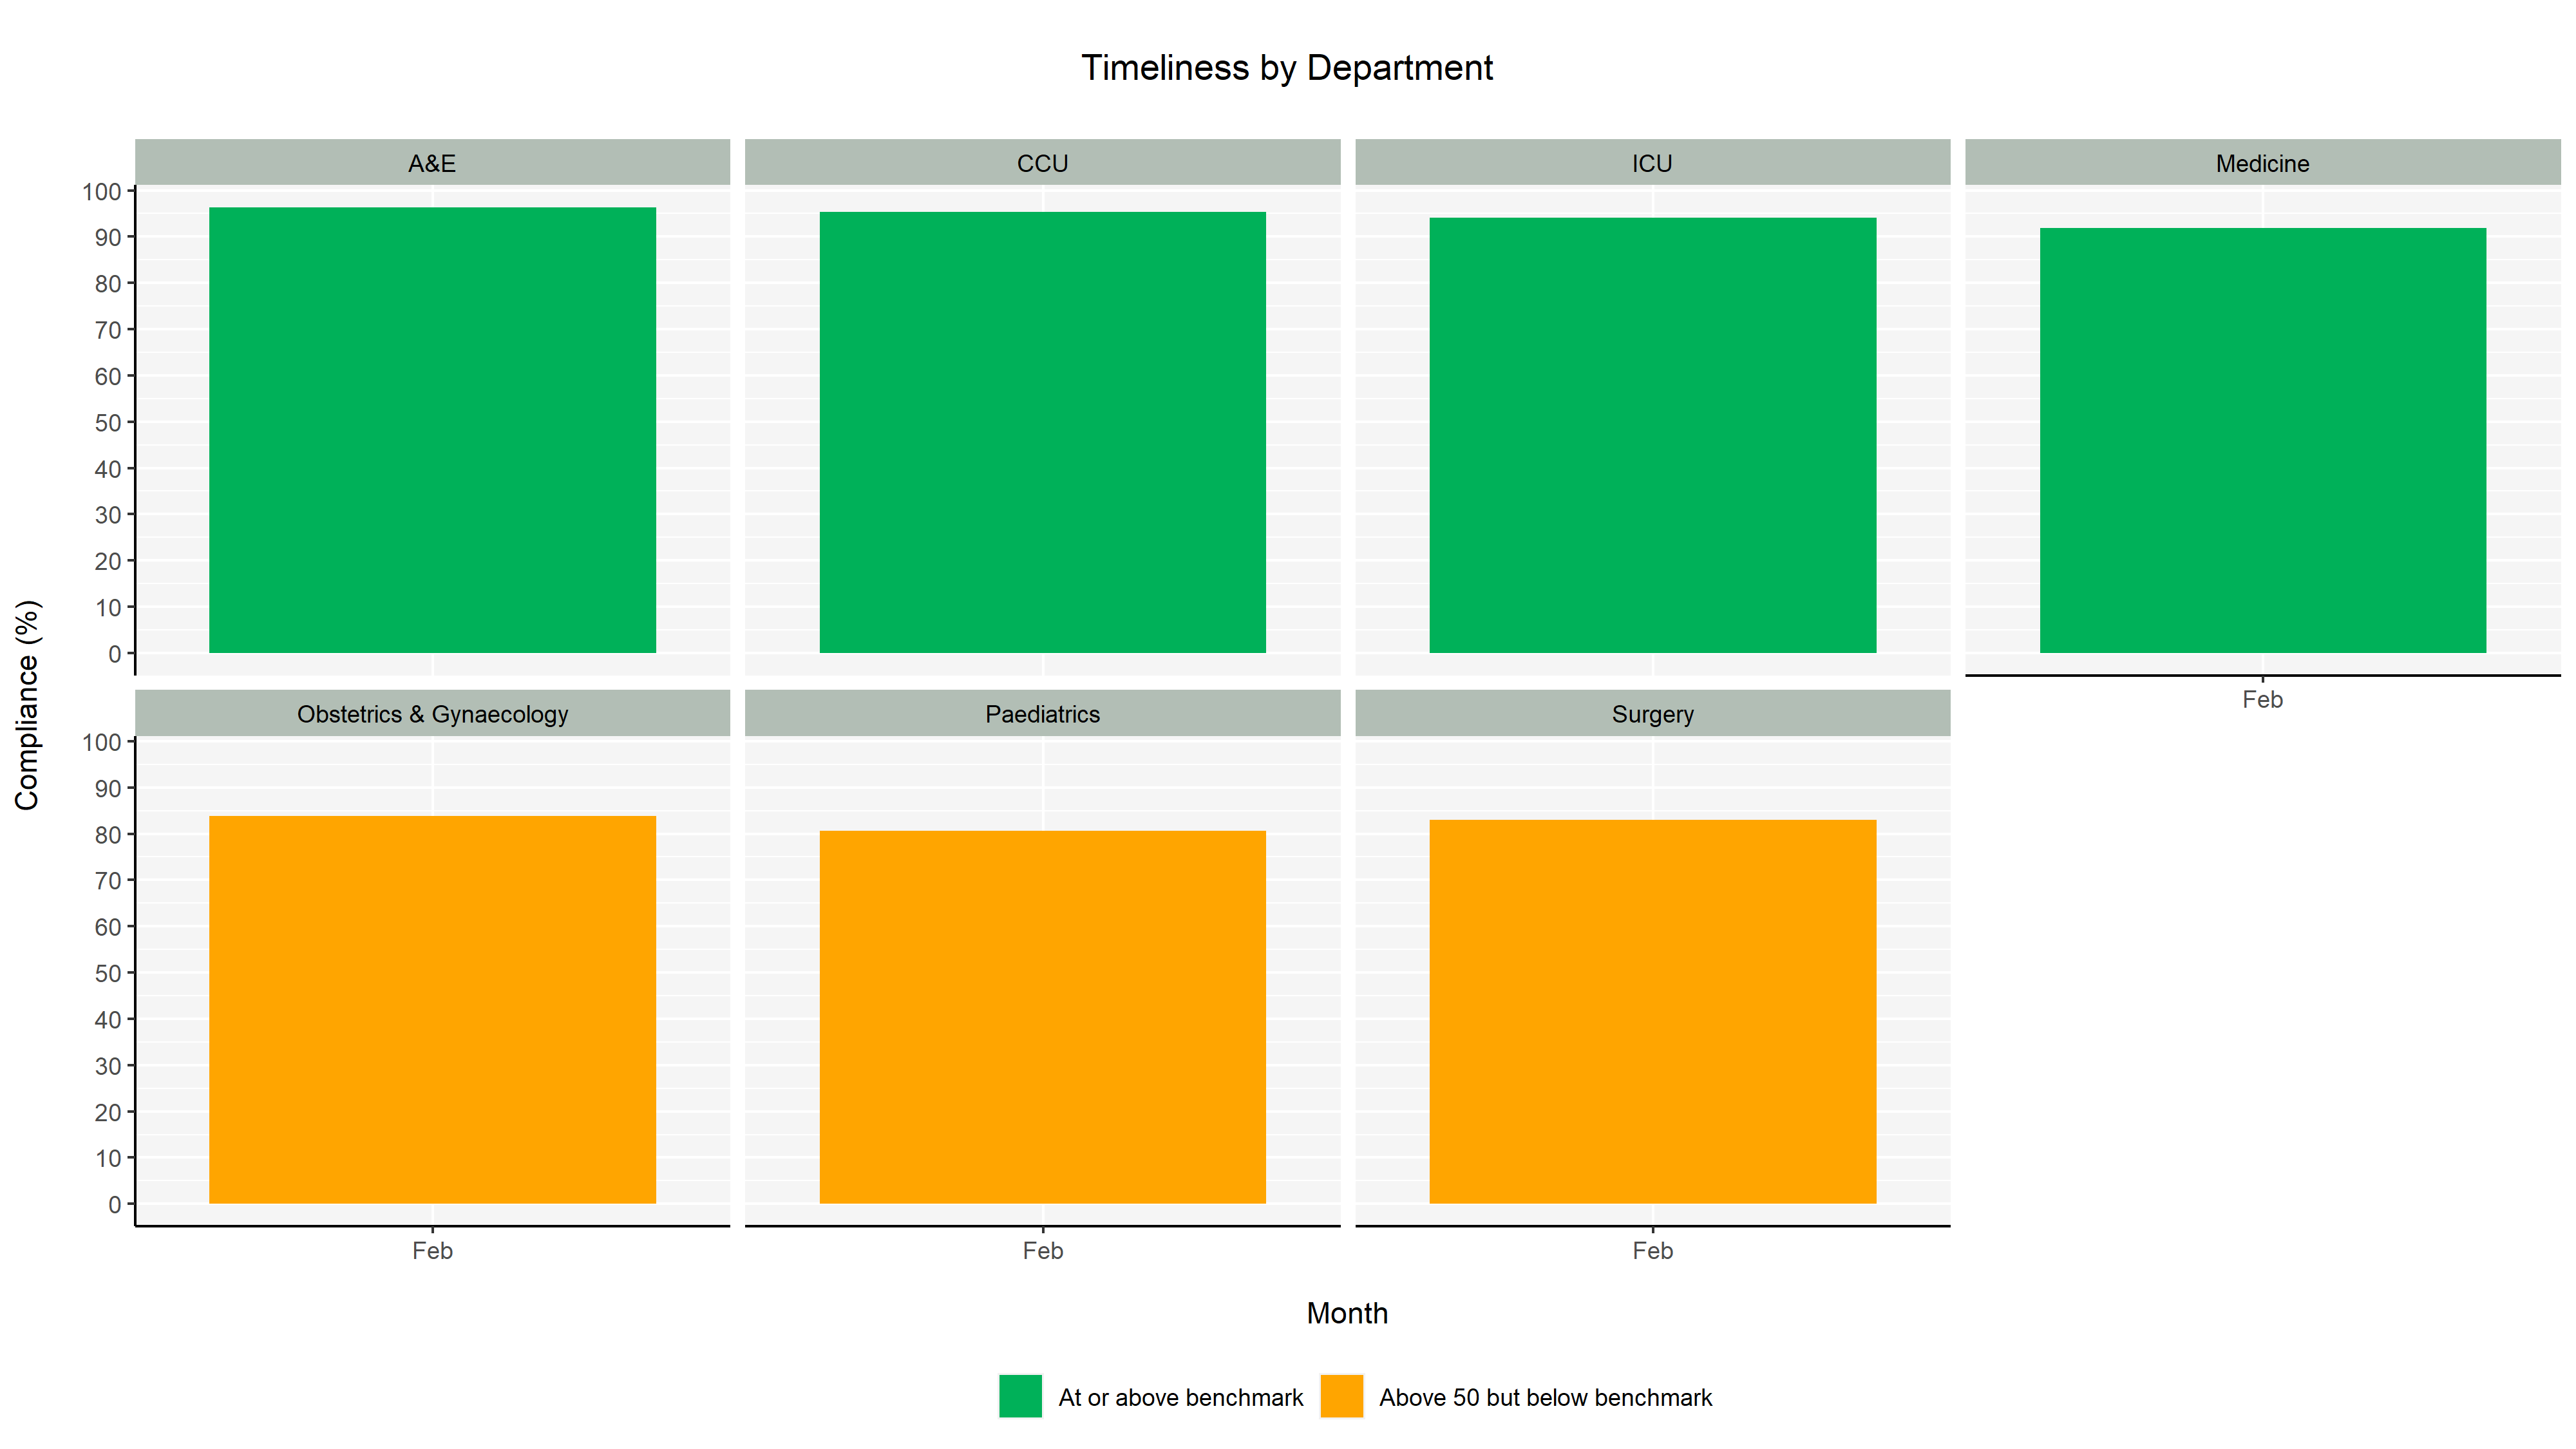 Timeliness by Department
A&E
CCU
ICU
Medicine
100
90
80
70
60
50
40
30
20
10
0
Feb
Compliance (%)
Obstetrics & Gynaecology
Paediatrics
Surgery
100
90
80
70
60
50
40
30
20
10
0
Feb
Feb
Feb
Month
At or above benchmark
Above 50 but below benchmark